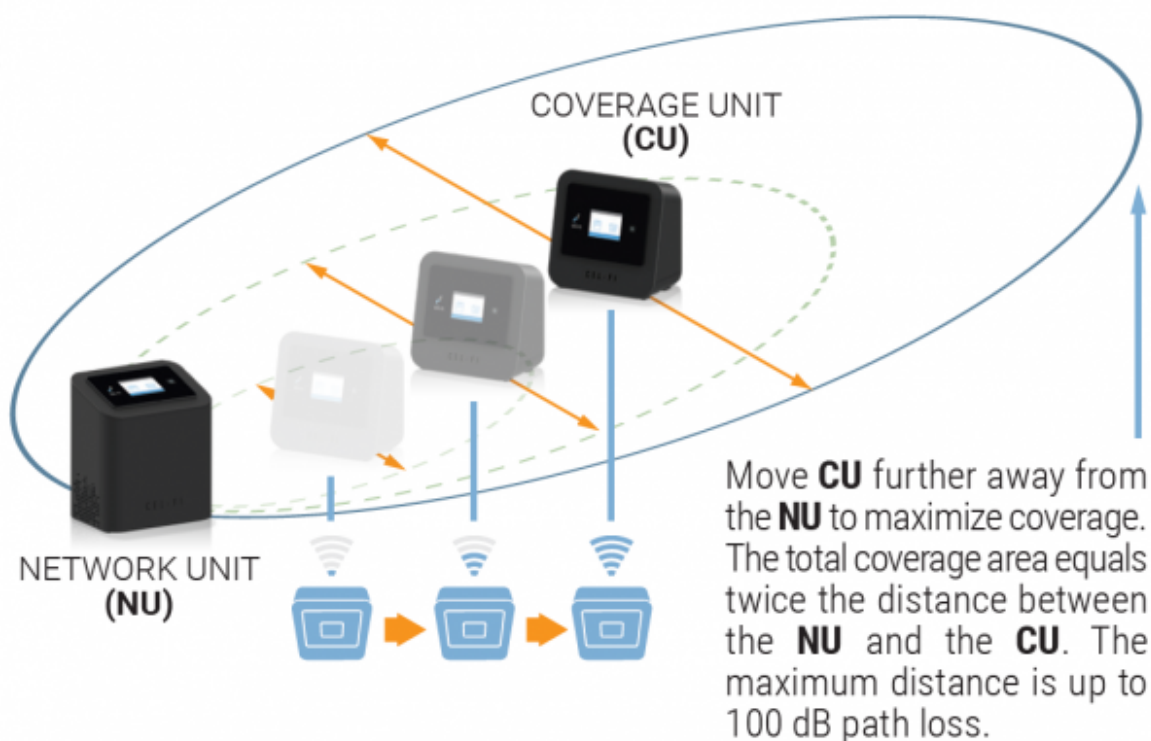 COVERAGE UNIT
(CU)
NETWORK UNIT
(NU)
Move CU further away from
the NU to maximize coverage.
The total coverage area equals
twice the distance between
the NU and the CU. The
maximum distance is up to
100 dB path loss.